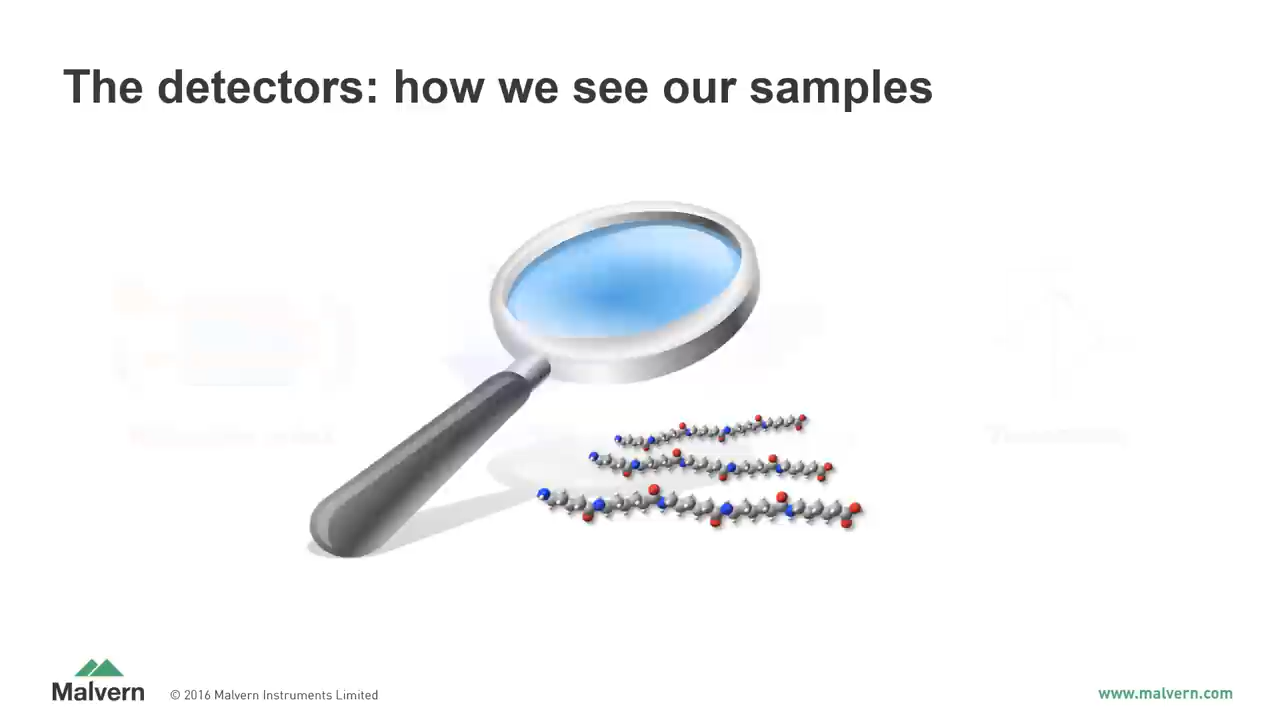 The detectors: how we see our samples
Malvern
© 2016 Malvern Instruments Limited
www.malvern.com